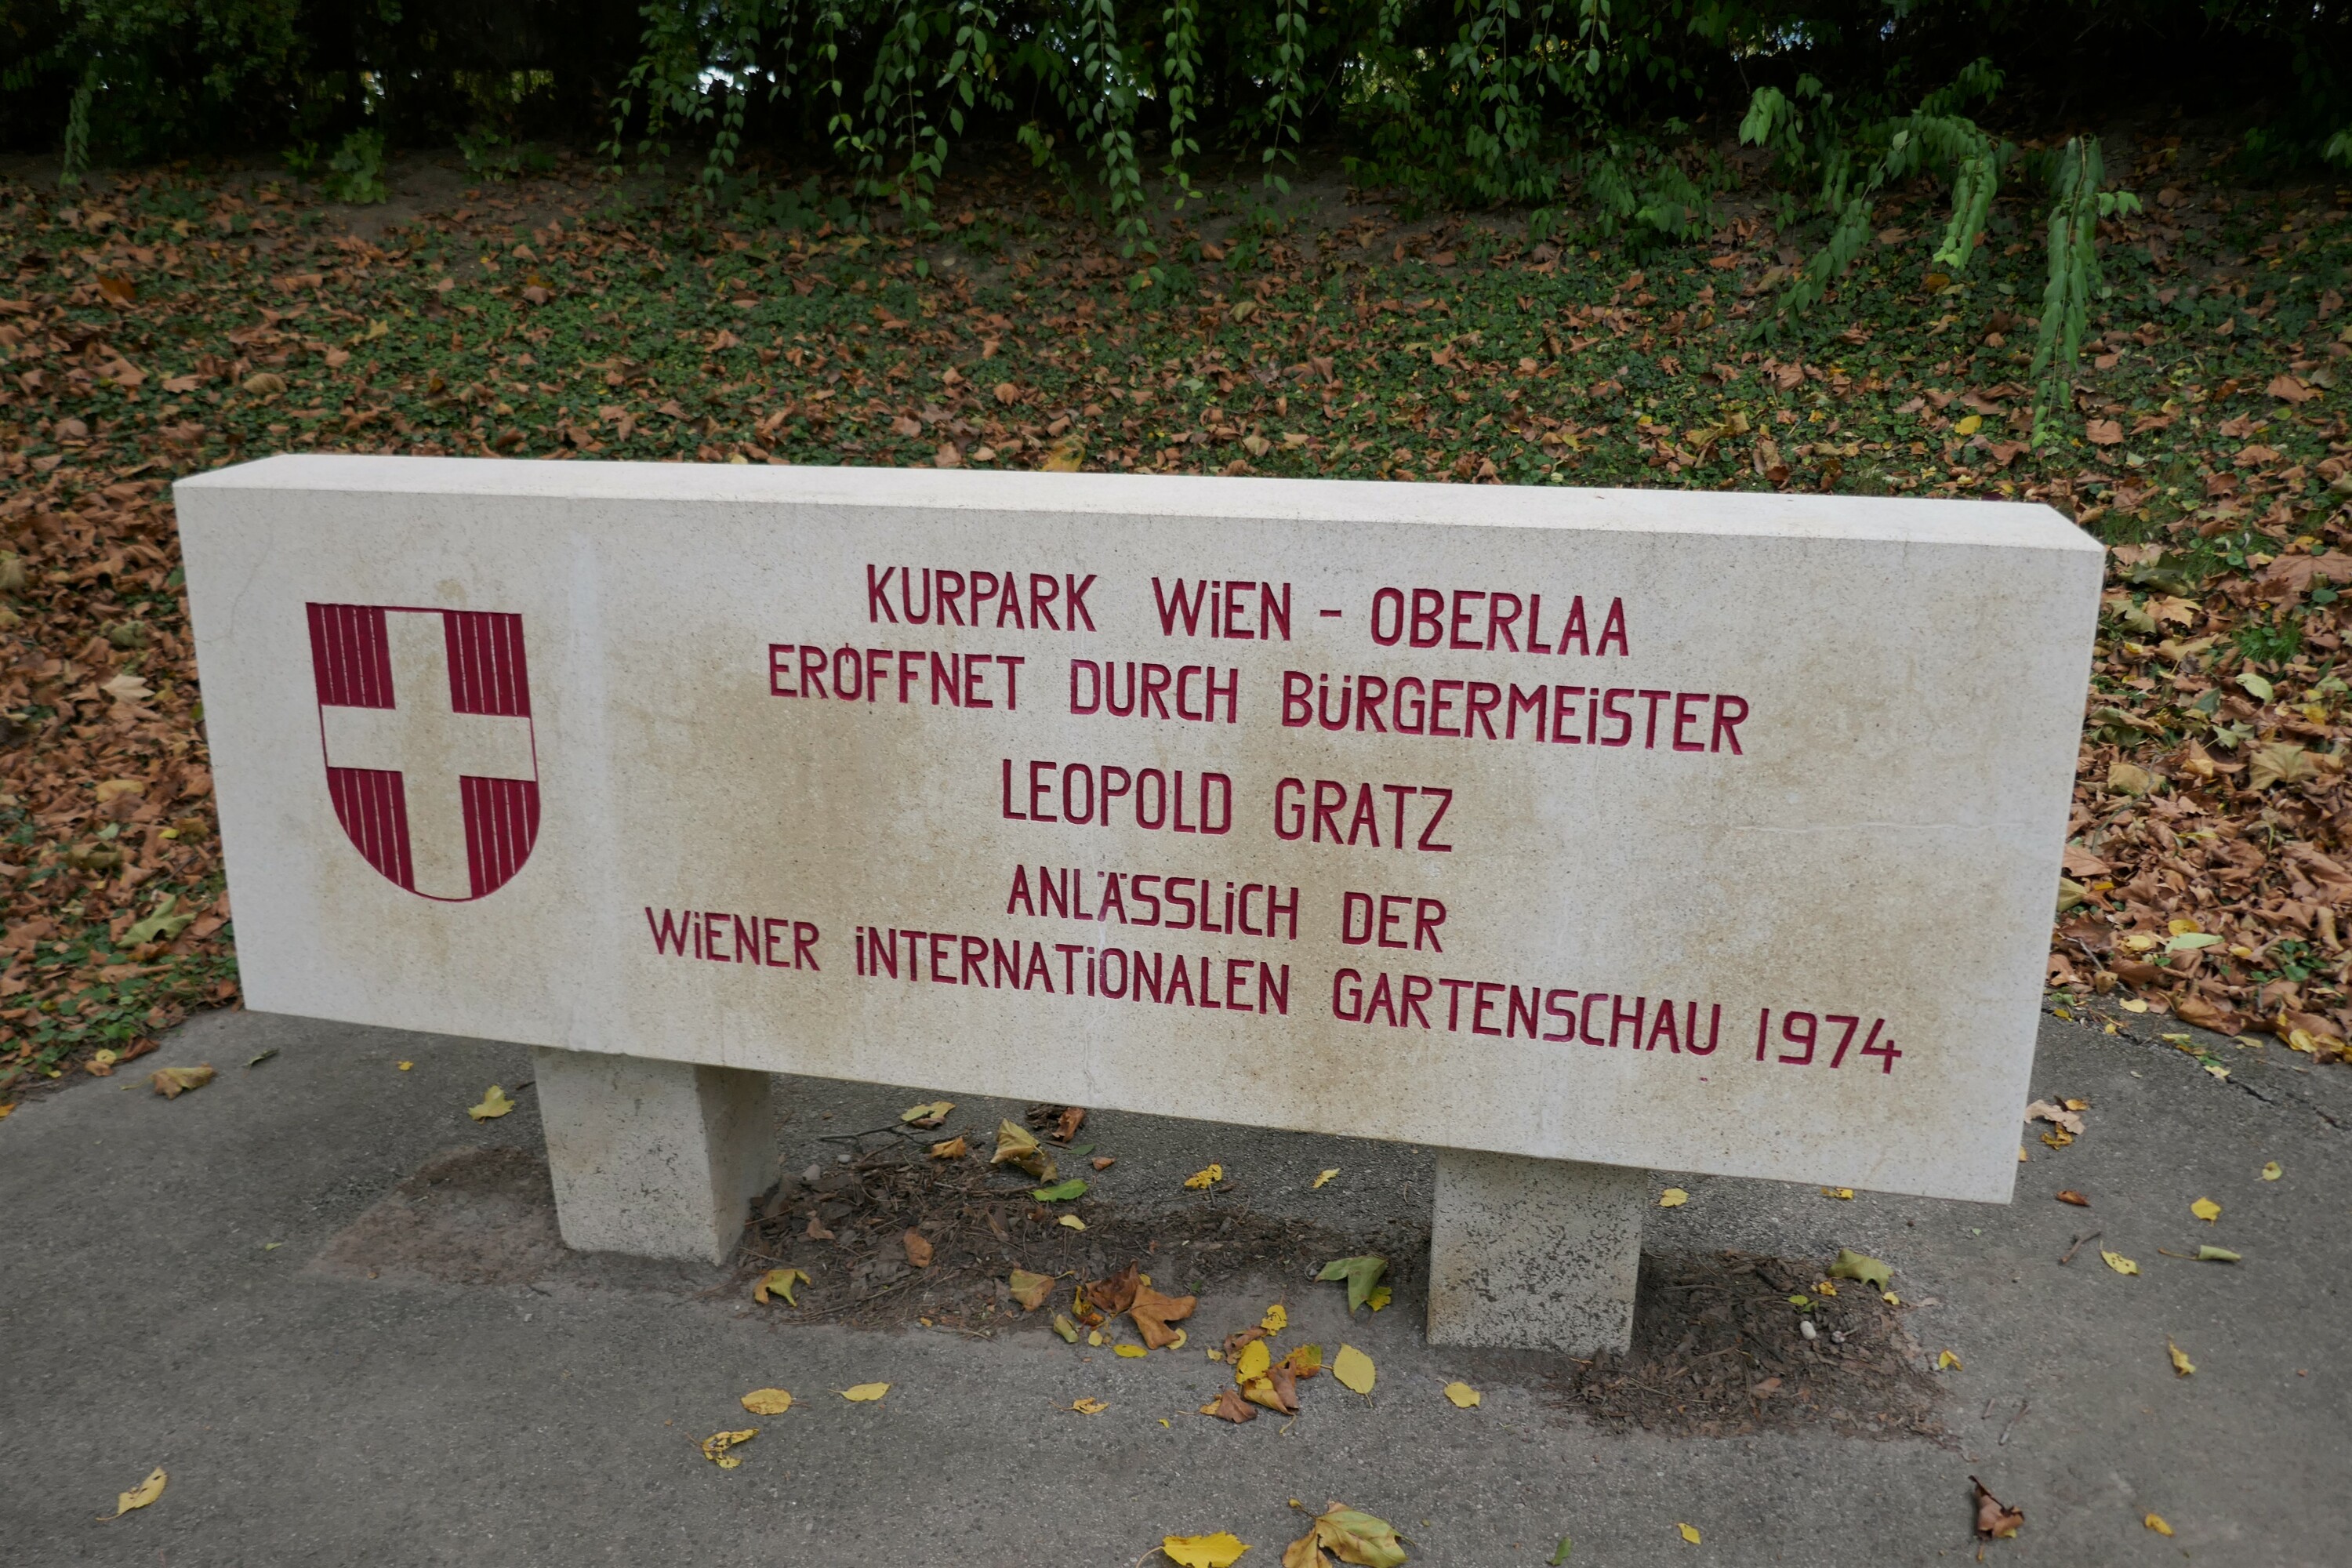 KURPARK WiEN - OBERLAA
ERÖFFNET DURCH BÜRGERMEiSTER
LEOPOLD GRATZ
ANLÄSSLiCH DER
WiENER iNTERNATiONALEN GARTENSCHAU 1974